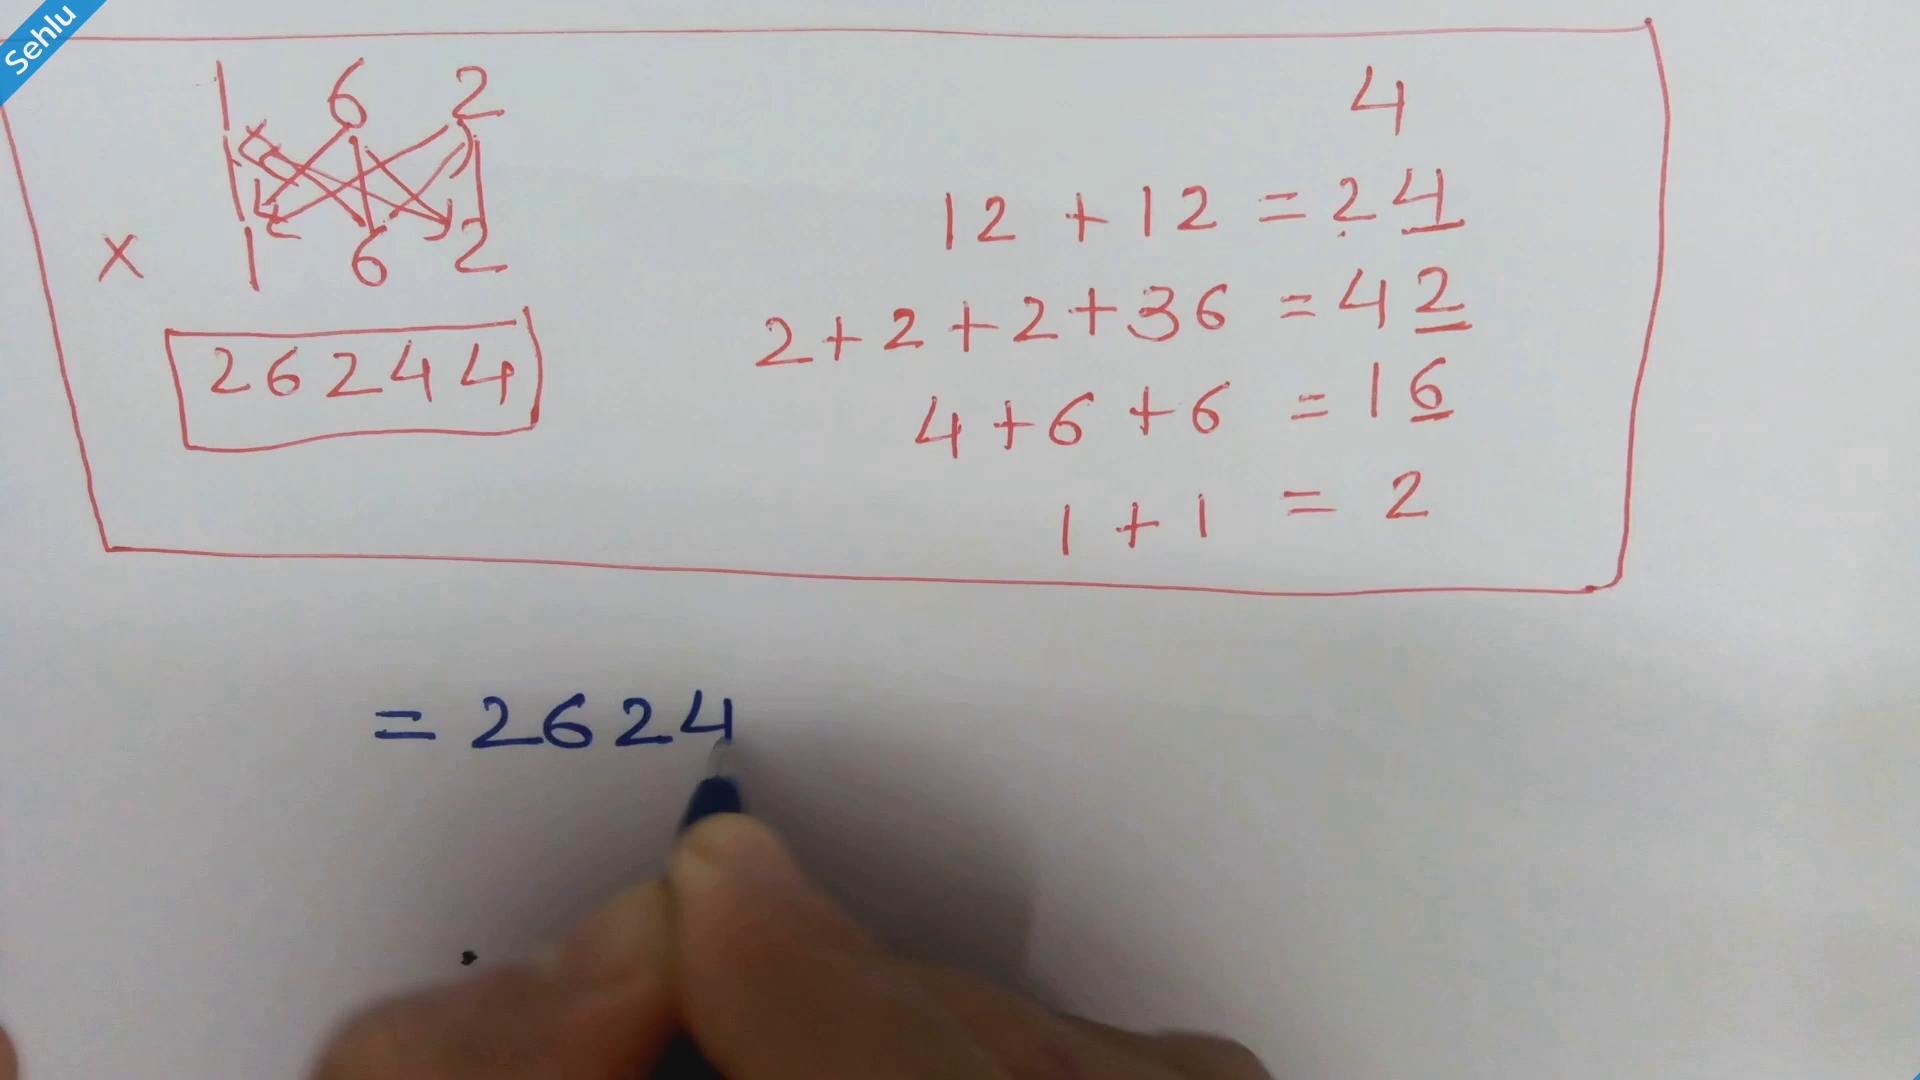 Sehlu
1 6 2
× 1 6 2
26244
4
12 + 12 = 24
2 + 2 + 2 + 36 = 42
4 + 6 + 6 = 16
1 + 1 = 2
= 2624